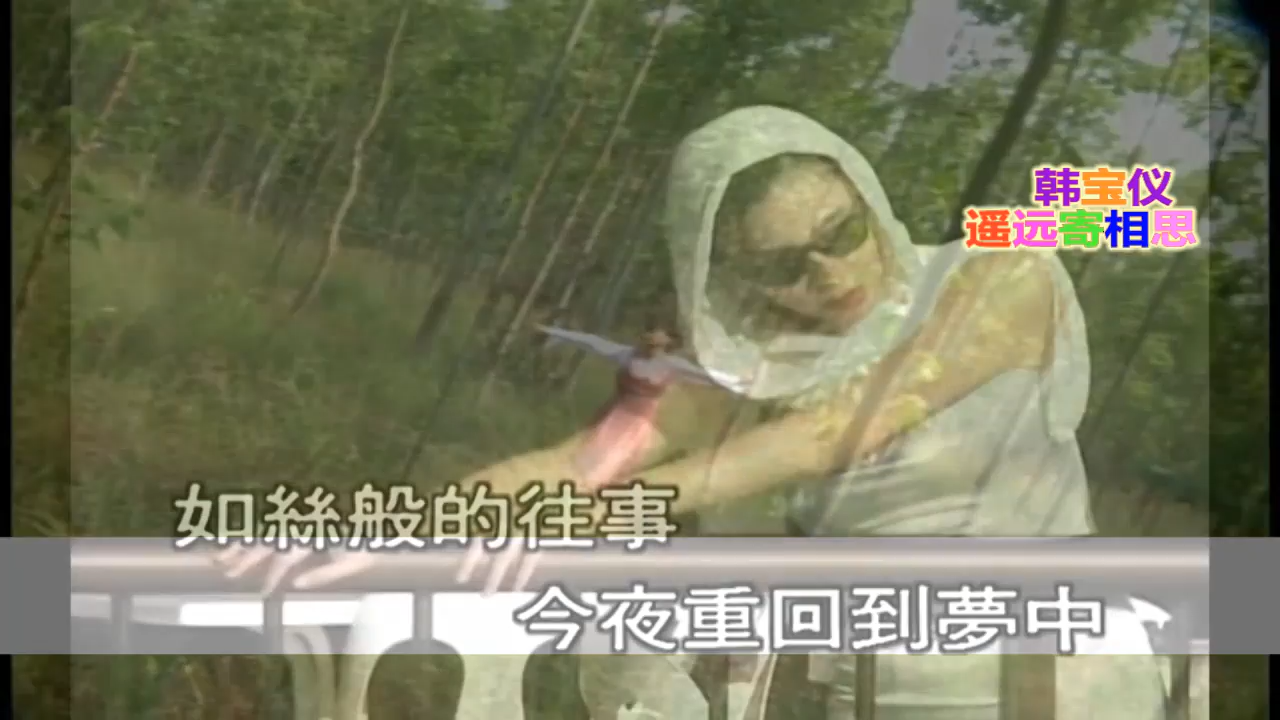 韩宝仪
遥远寄相思
如絲般的往事
今夜重回到夢中